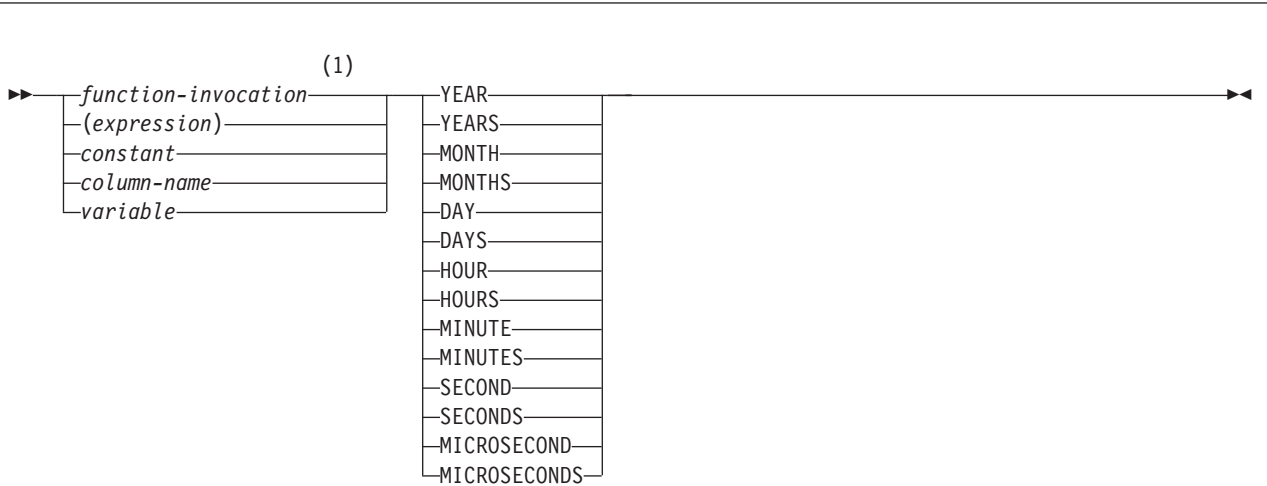 (1)
function-invocation YEAR
(expression) YEARS
constant MONTH
column-name MONTHS
variable DAY
DAYS
HOUR
HOURS
MINUTE
MINUTES
SECOND
SECONDS
MICROSECOND
MICROSECONDS